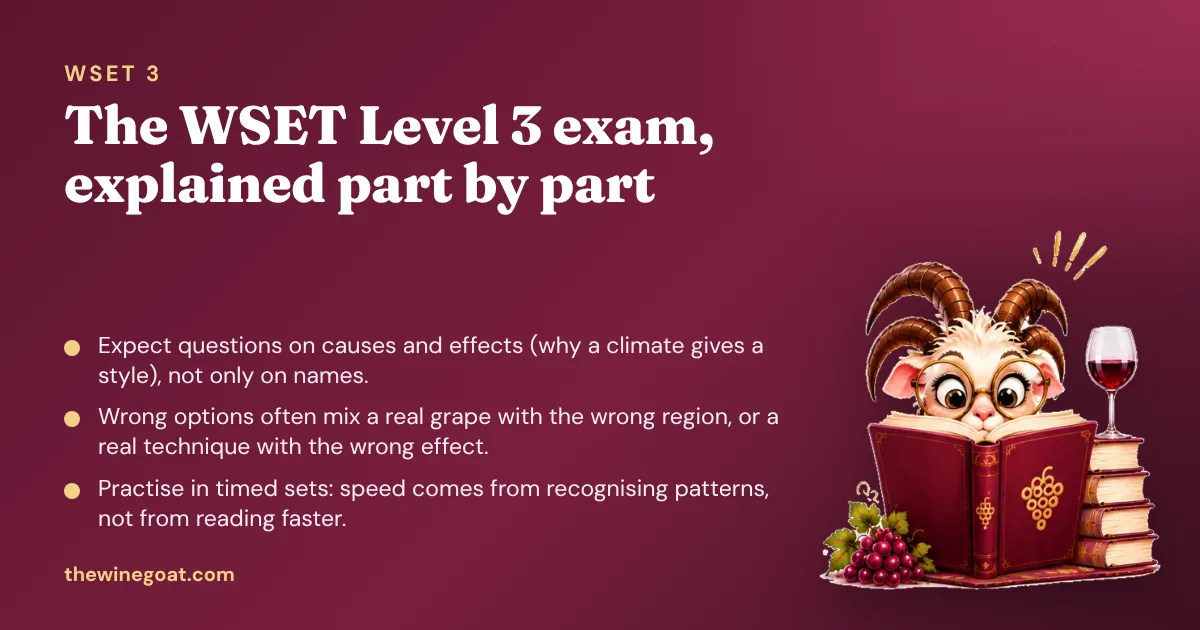 WSET 3
The WSET Level 3 exam,
explained part by part
Expect questions on causes and effects (why a climate gives a
style), not only on names.
Wrong options often mix a real grape with the wrong region, or a
real technique with the wrong effect.
Practise in timed sets: speed comes from recognising patterns,
not from reading faster.
thewinegoat.com